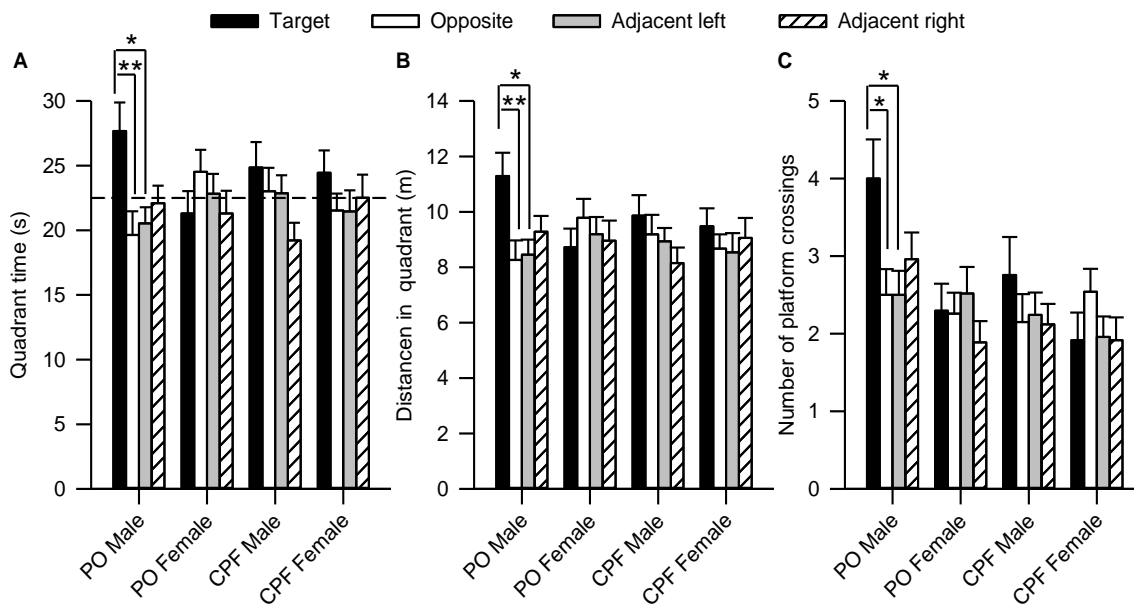 Target Opposite Adjacent left Adjacent right
A
*
**
Quadrant time (s)
30
25
20
15
10
5
0
PO Male
PO Female
CPF Male
CPF Female
B
*
**
Distancen in quadrant (m)
14
12
10
8
6
4
2
0
PO Male
PO Female
CPF Male
CPF Female
C
*
*
Number of platform crossings
5
4
3
2
1
0
PO Male
PO Female
CPF Male
CPF Female